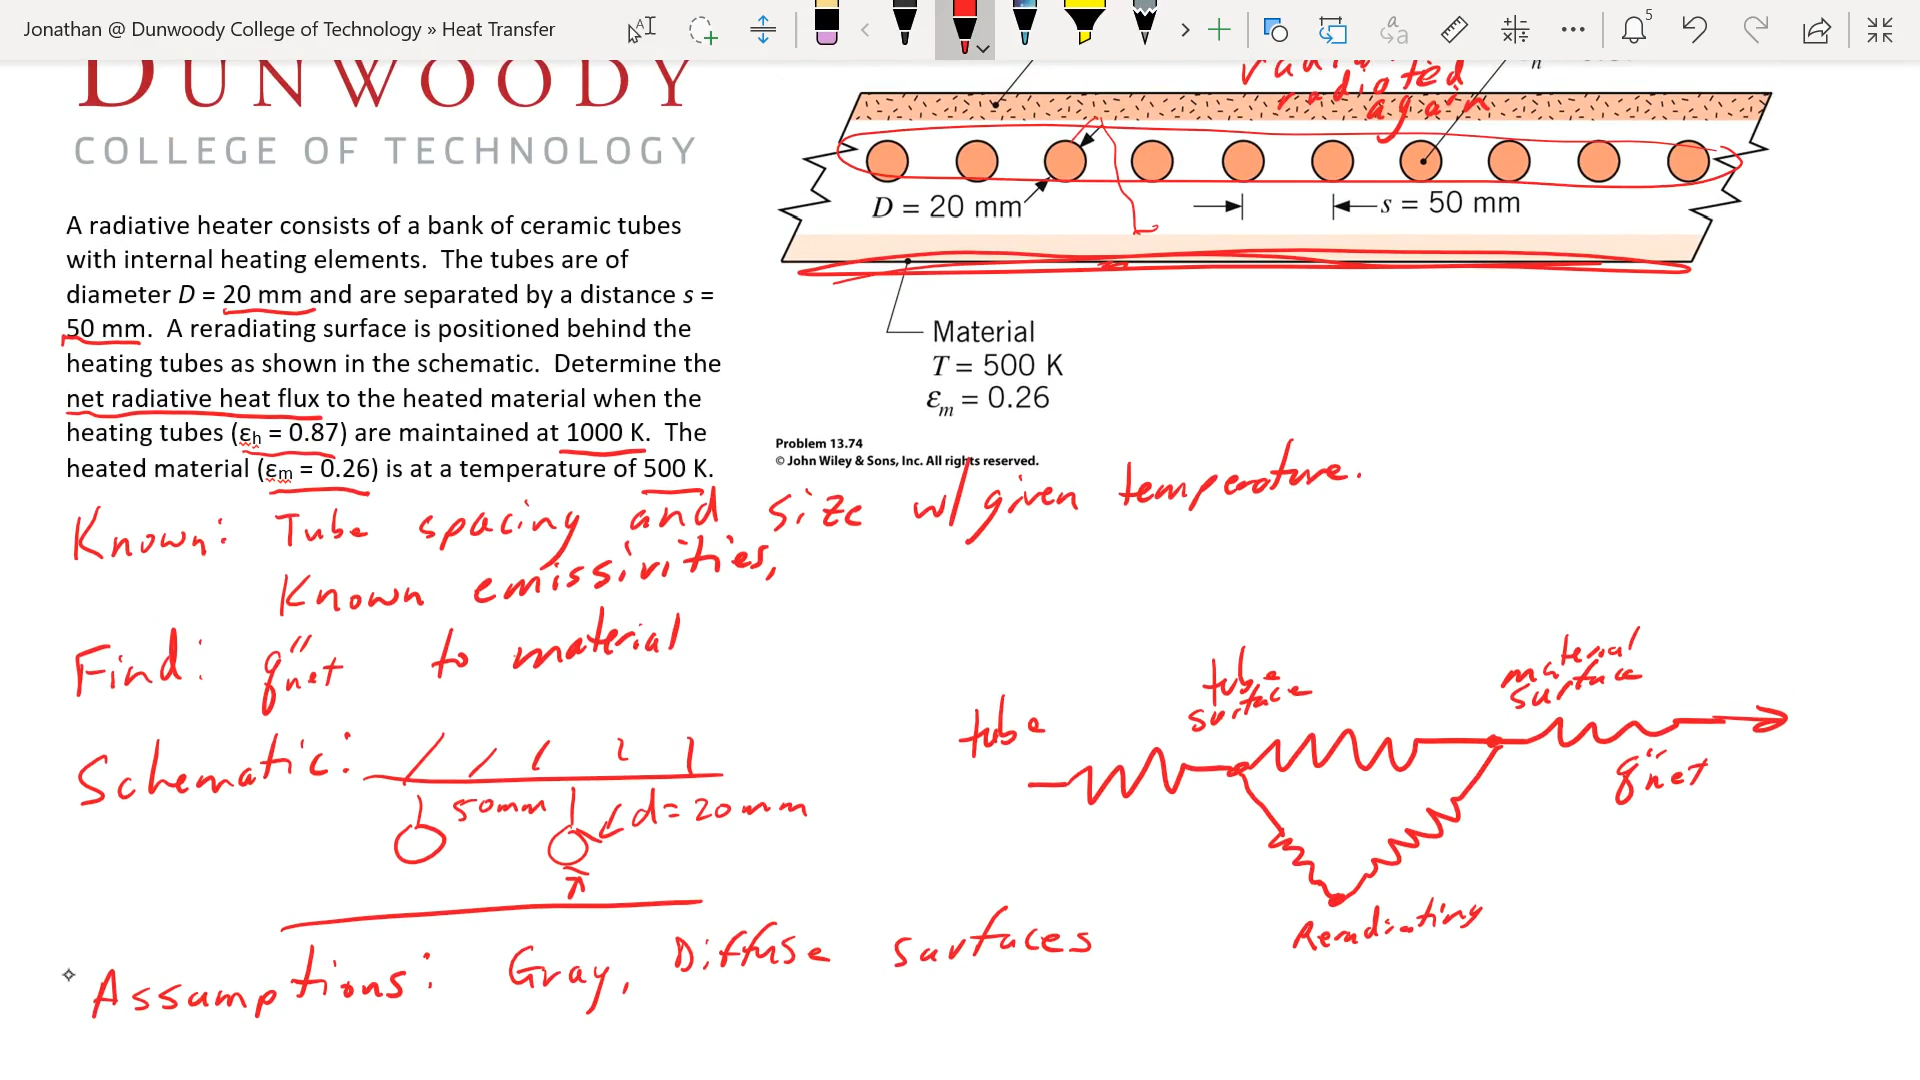 Jonathan @ Dunwoody College of Technology » Heat Transfer
5
DUNWOODY
COLLEGE OF TECHNOLOGY
A radiative heater consists of a bank of ceramic tubes
with internal heating elements. The tubes are of
diameter D = 20 mm and are separated by a distance s =
50 mm. A reradiating surface is positioned behind the
heating tubes as shown in the schematic. Determine the
net radiative heat flux to the heated material when the
heating tubes (εh = 0.87) are maintained at 1000 K. The
heated material (εm = 0.26) is at a temperature of 500 K.
radiated
again
D = 20 mm
s = 50 mm
Material
T = 500 K
εm = 0.26
Problem 13.74
© John Wiley & Sons, Inc. All rights reserved.
Known: Tube spacing and size w/ given temperature.
Known emissivities,
Find: q"net to material
Schematic:
50mm
d=20mm
tube
tube
surface
material
surface
q"net
Reradiating
Assumptions: Gray, Diffuse surfaces